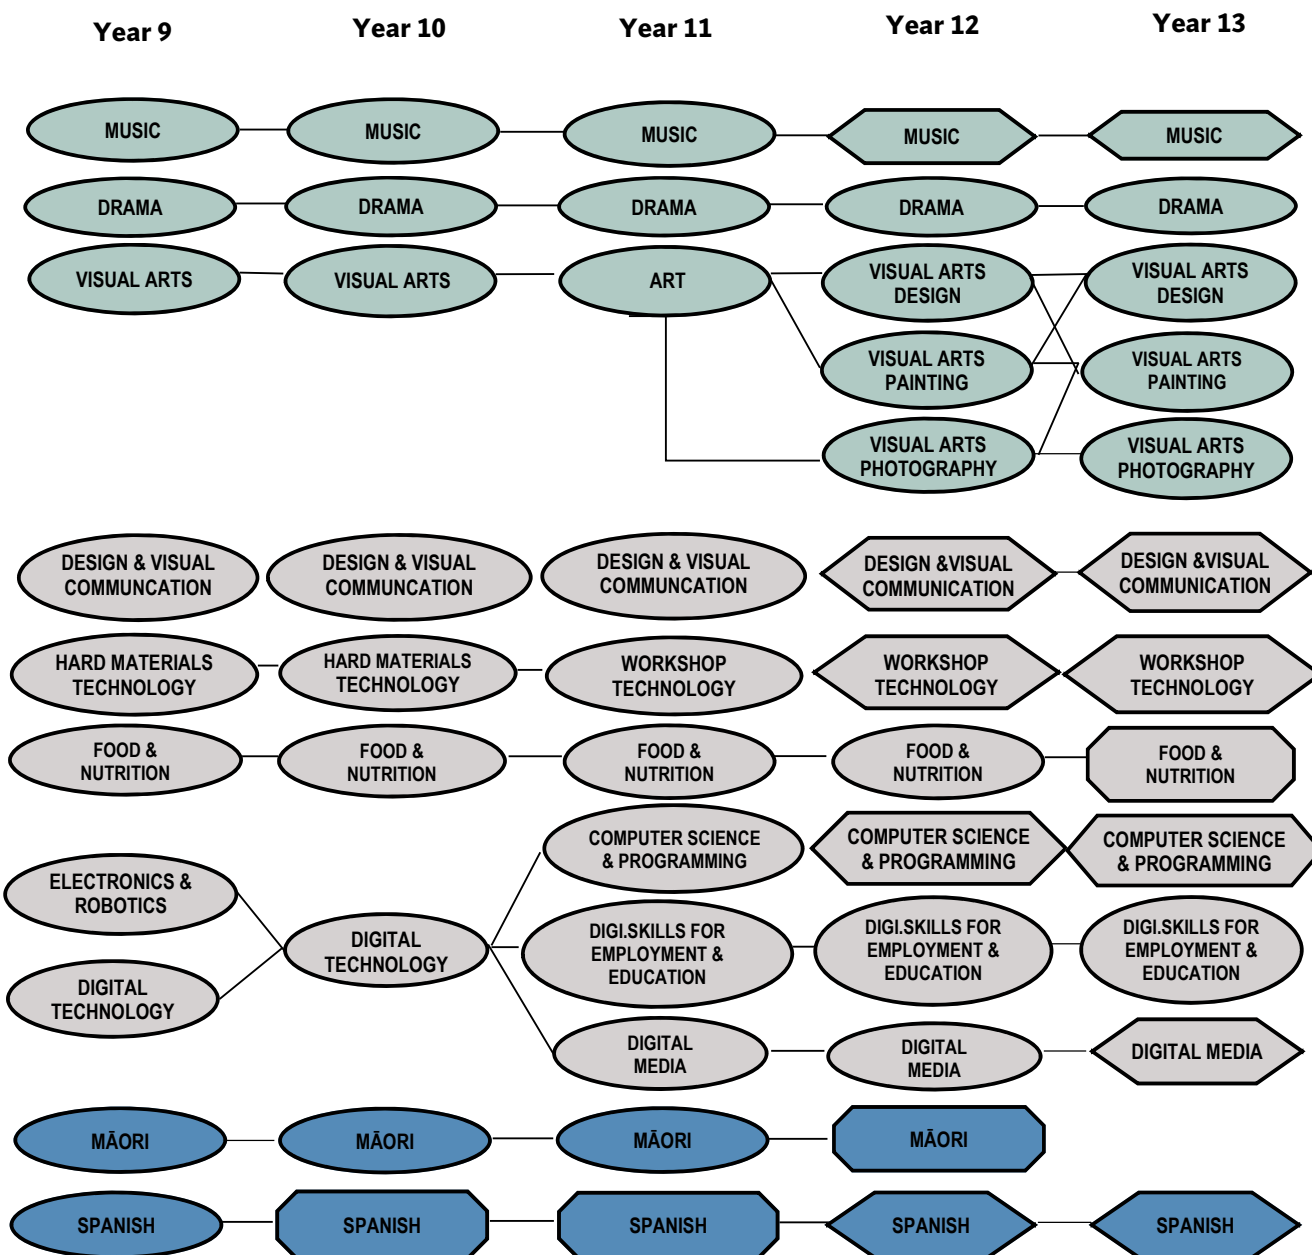 Year 9
Year 10
Year 11
Year 12
Year 13
MUSIC
MUSIC
MUSIC
MUSIC
MUSIC
DRAMA
DRAMA
DRAMA
DRAMA
DRAMA
VISUAL ARTS
VISUAL ARTS
ART
VISUAL ARTS
DESIGN
VISUAL ARTS
DESIGN
VISUAL ARTS
PAINTING
VISUAL ARTS
PAINTING
VISUAL ARTS
PHOTOGRAPHY
VISUAL ARTS
PHOTOGRAPHY
DESIGN & VISUAL
COMMUNCATION
DESIGN & VISUAL
COMMUNCATION
DESIGN & VISUAL
COMMUNCATION
DESIGN &VISUAL
COMMUNICATION
DESIGN &VISUAL
COMMUNICATION
HARD MATERIALS
TECHNOLOGY
HARD MATERIALS
TECHNOLOGY
WORKSHOP
TECHNOLOGY
WORKSHOP
TECHNOLOGY
WORKSHOP
TECHNOLOGY
FOOD &
NUTRITION
FOOD &
NUTRITION
FOOD &
NUTRITION
FOOD &
NUTRITION
FOOD &
NUTRITION
COMPUTER SCIENCE
& PROGRAMMING
COMPUTER SCIENCE
& PROGRAMMING
COMPUTER SCIENCE
& PROGRAMMING
ELECTRONICS &
ROBOTICS
DIGITAL
TECHNOLOGY
DIGI.SKILLS FOR
EMPLOYMENT &
EDUCATION
DIGI.SKILLS FOR
EMPLOYMENT &
EDUCATION
DIGI.SKILLS FOR
EMPLOYMENT &
EDUCATION
DIGITAL
TECHNOLOGY
DIGITAL
MEDIA
DIGITAL
MEDIA
DIGITAL MEDIA
MĀORI
MĀORI
MĀORI
MĀORI
SPANISH
SPANISH
SPANISH
SPANISH
SPANISH